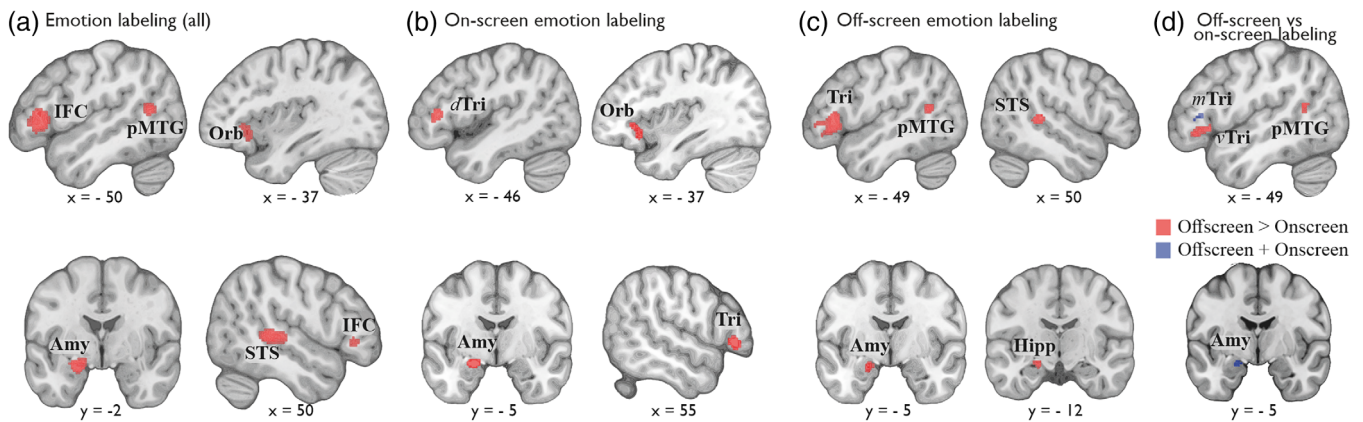 (a) Emotion labeling (all)
IFC
pMTG
x = - 50
Orb
x = - 37
Amy
y = -2
STS
IFC
x = 50
(b) On-screen emotion labeling
dTri
x = - 46
Orb
x = - 37
Amy
y = - 5
Tri
x = 55
(c) Off-screen emotion labeling
Tri
pMTG
x = - 49
STS
x = 50
Amy
y = - 5
Hipp
y = - 12
(d) Off-screen vs
on-screen labeling
mTri
vTri
pMTG
x = - 49
Offscreen > Onscreen
Offscreen + Onscreen
Amy
y = - 5